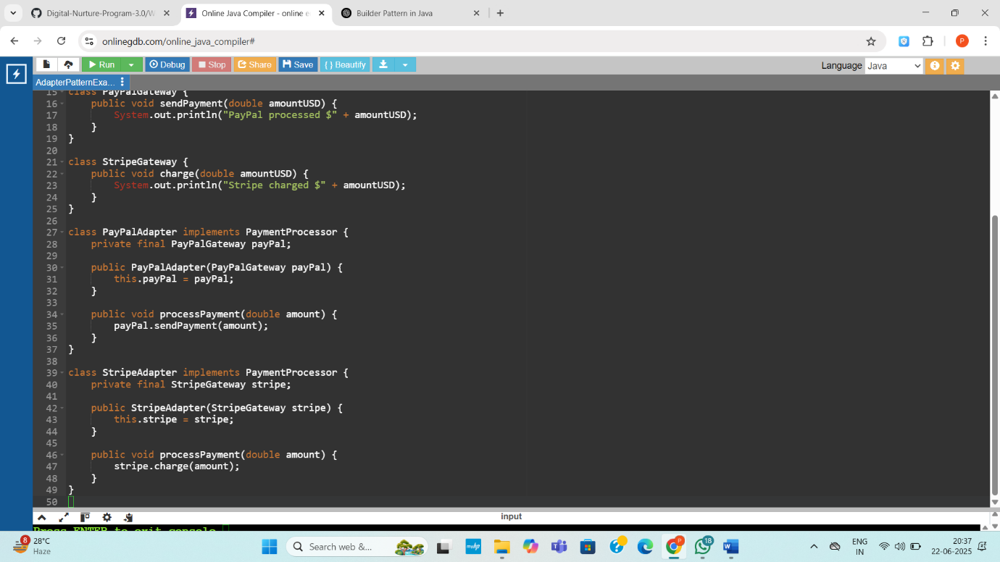 Digital-Nurture-Program-3.0/W
Online Java Compiler - online e
Builder Pattern in Java
onlinegdb.com/online_java_compiler#
P
Run
Debug
Stop
Share
Save
{ } Beautify
Language Java
AdapterPatternExa...
15 class PayPalGateway {
16 public void sendPayment(double amountUSD) {
17 System.out.println("PayPal processed $" + amountUSD);
18 }
19 }
20
21 class StripeGateway {
22 public void charge(double amountUSD) {
23 System.out.println("Stripe charged $" + amountUSD);
24 }
25 }
26
27 class PayPalAdapter implements PaymentProcessor {
28 private final PayPalGateway payPal;
29
30 public PayPalAdapter(PayPalGateway payPal) {
31 this.payPal = payPal;
32 }
33
34 public void processPayment(double amount) {
35 payPal.sendPayment(amount);
36 }
37 }
38
39 class StripeAdapter implements PaymentProcessor {
40 private final StripeGateway stripe;
41
42 public StripeAdapter(StripeGateway stripe) {
43 this.stripe = stripe;
44 }
45
46 public void processPayment(double amount) {
47 stripe.charge(amount);
48 }
49 }
50
input
Press ENTER to exit console.
8
28°C
Haze
Search web &...
myhp
P
18
W
ENG
IN
20:37
22-06-2025